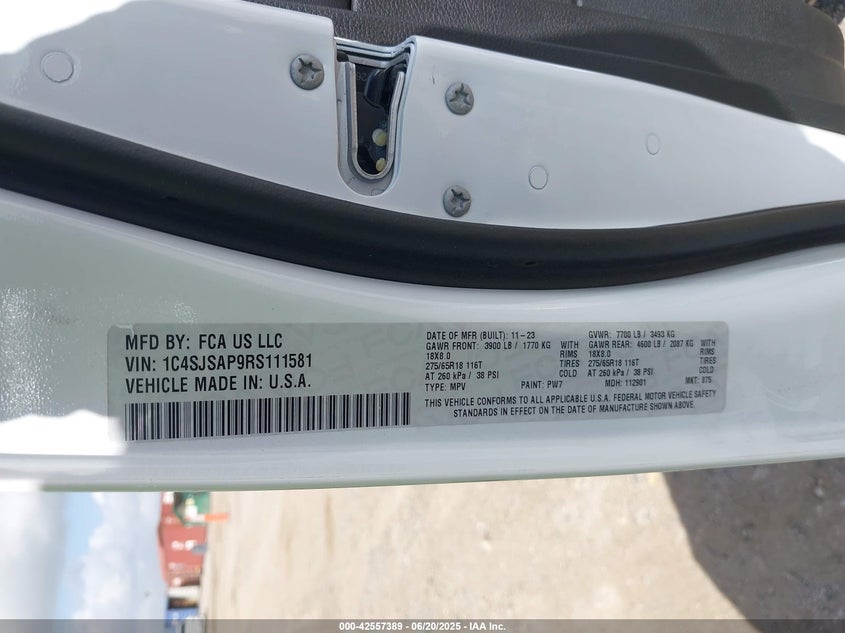 MFD BY: FCA US LLC
VIN: 1C4SJSAP9RS111581
VEHICLE MADE IN: U.S.A.
DATE OF MFR (BUILT): 11-23
GAWR FRONT: 3900 LB / 1770 KG WITH
18X8.0 RIMS
275/65R18 116T TIRES
AT 260 kPa / 38 PSI
TYPE: MPV PAINT: PW7
GVWR: 7700 LB / 3493 KG
GAWR REAR: 4600 LB / 2087 KG WITH
18X8.0 RIMS
275/65R18 116T TIRES
AT 260 kPa / 38 PSI
MDH: 112901 MKT: 875
THIS VEHICLE CONFORMS TO ALL APPLICABLE U.S.A. FEDERAL MOTOR VEHICLE SAFETY
STANDARDS IN EFFECT ON THE DATE OF MANUFACTURE SHOWN ABOVE.
000-42557389 | 06/20/2025 | IAA Inc.